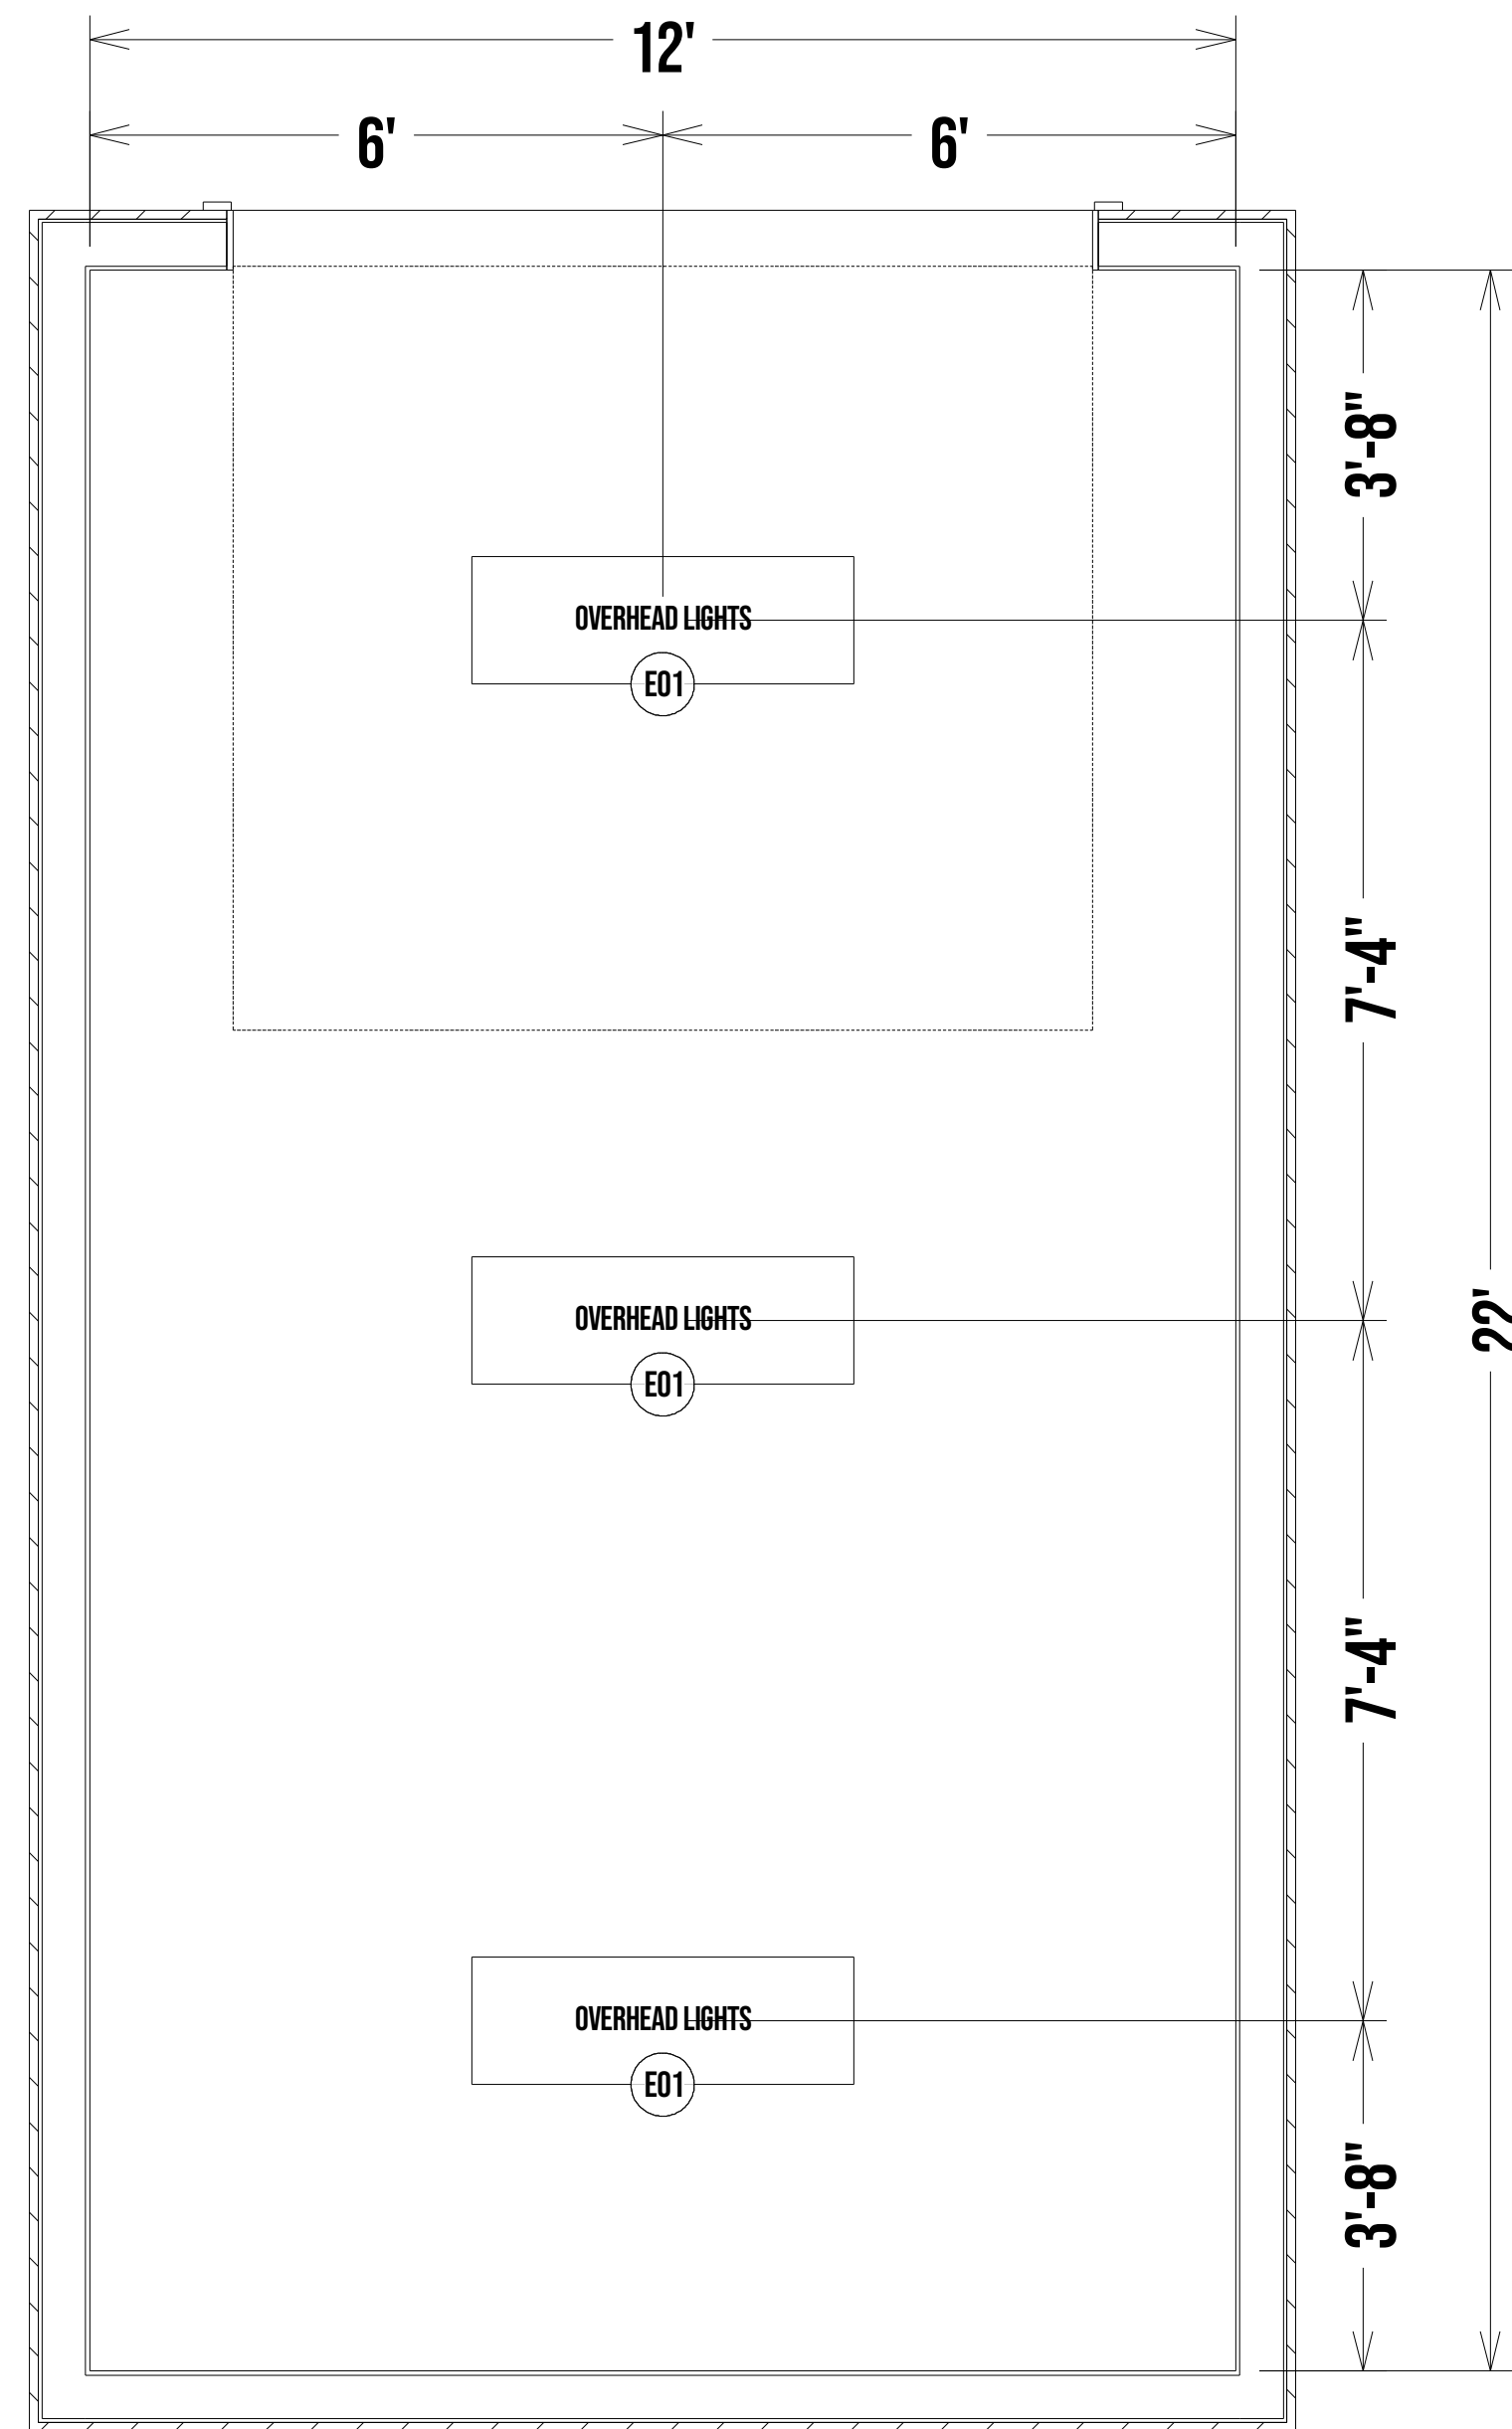 12'
6' 6'
3'-8"
OVERHEAD LIGHTS
E01
7'-4"
OVERHEAD LIGHTS
22'
E01
7'-4"
OVERHEAD LIGHTS
E01
3'-8"